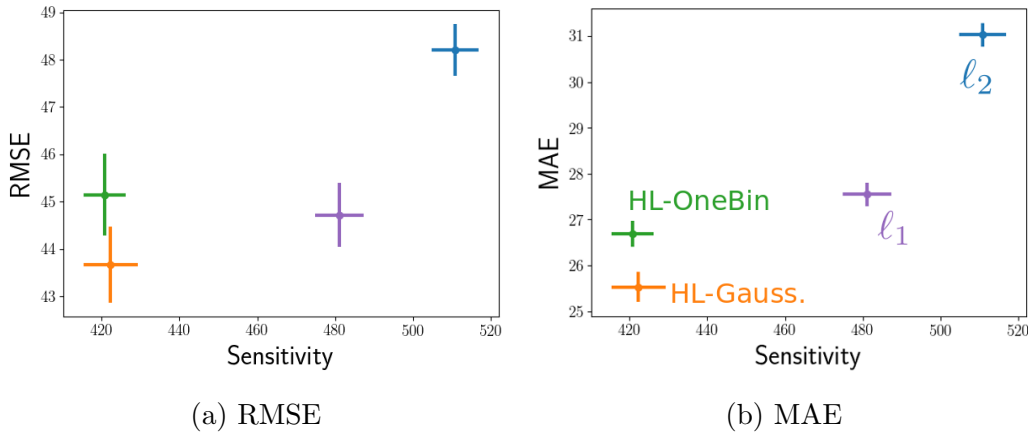 49
48
47
46
45
44
43
RMSE
420 440 460 480 500 520
Sensitivity
(a) RMSE
31
30
29
28
27
26
25
MAE
ℓ2
HL-OneBin
ℓ1
HL-Gauss.
420 440 460 480 500 520
Sensitivity
(b) MAE